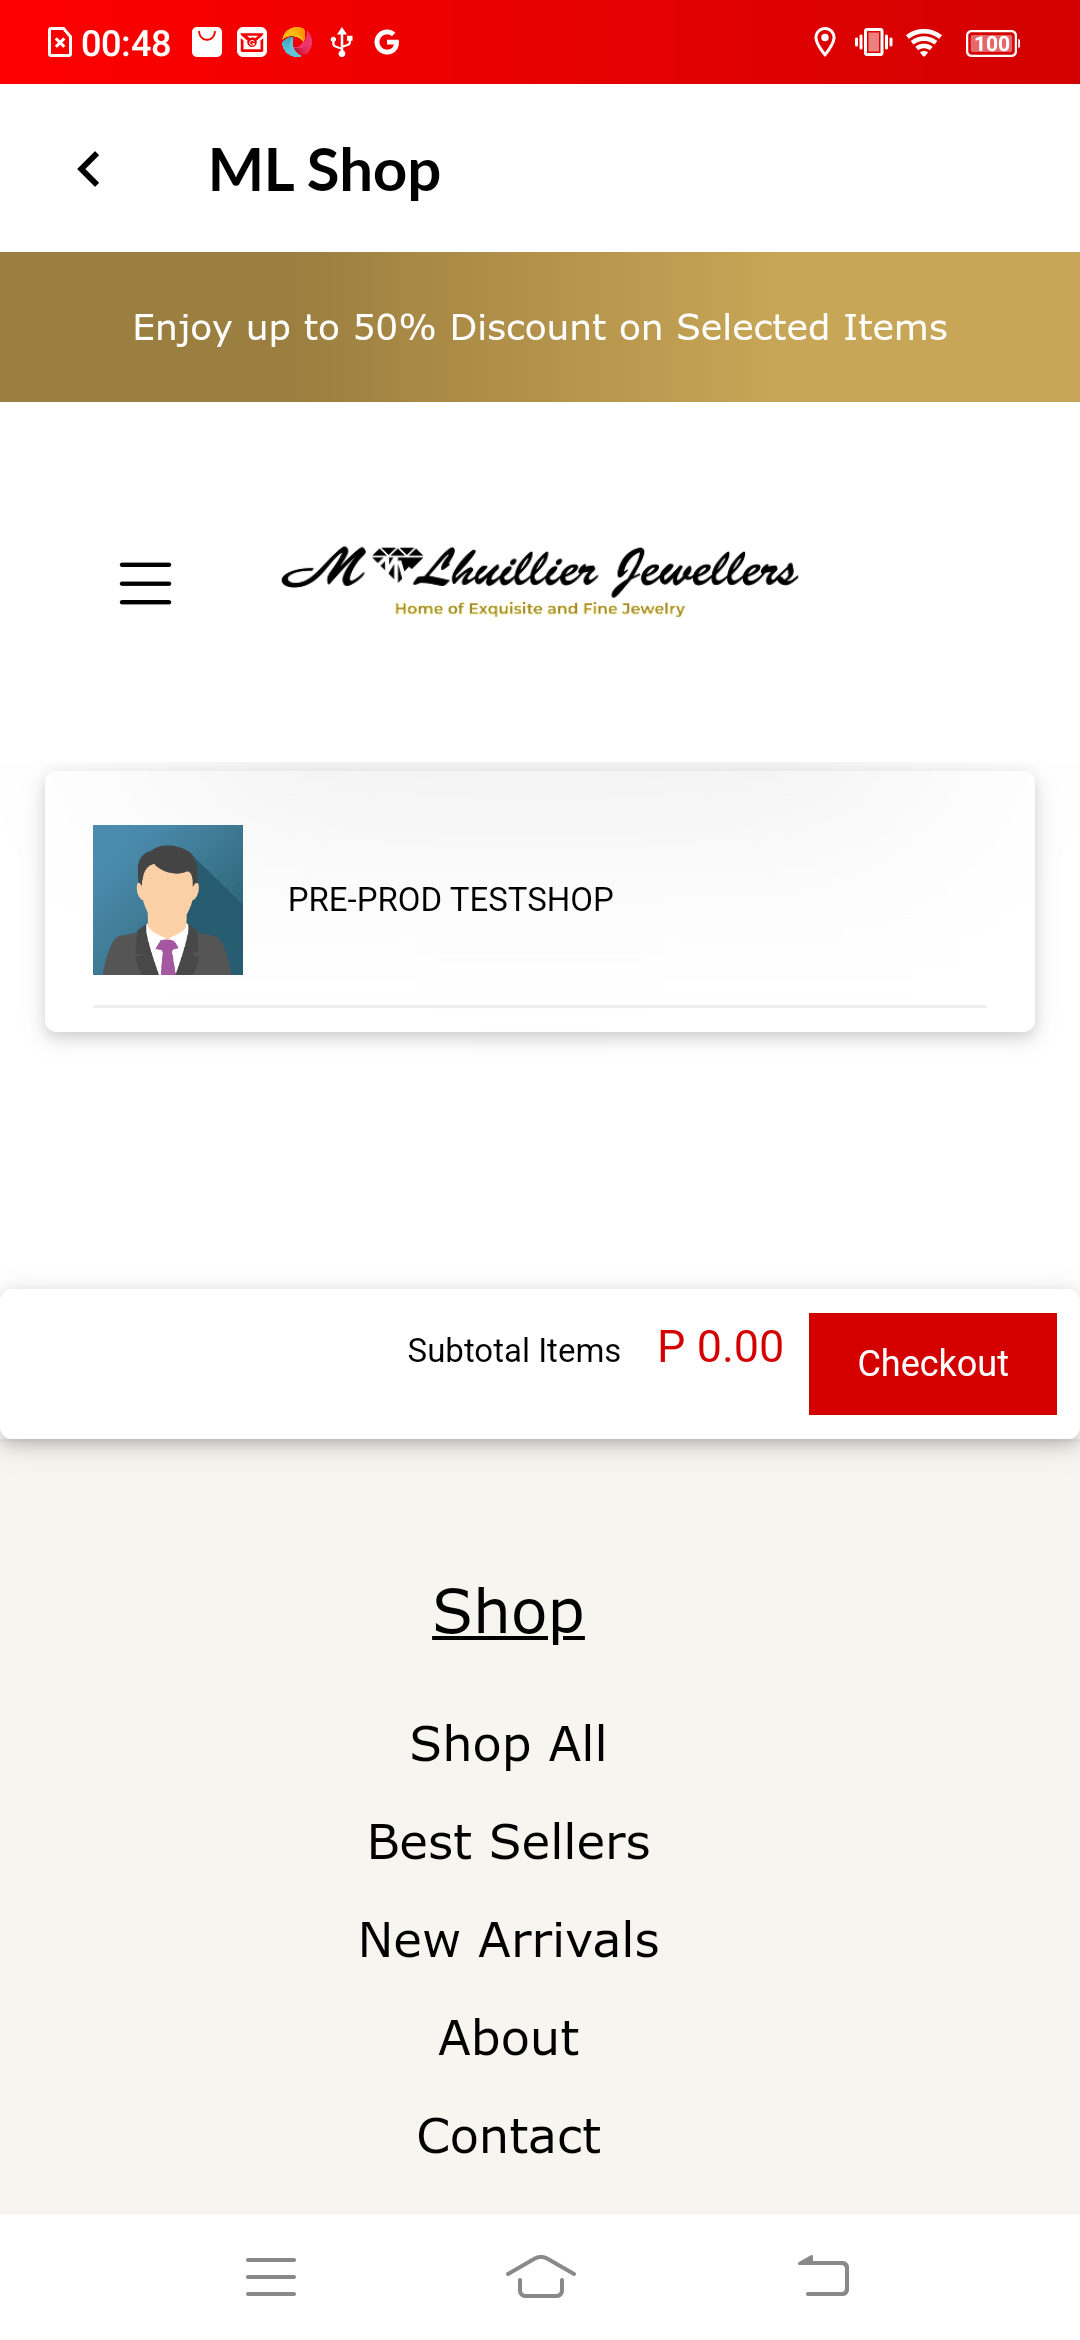 00:48
100
ML Shop
Enjoy up to 50% Discount on Selected Items
M Lhuillier Jewellers
Home of Exquisite and Fine Jewelry
PRE-PROD TESTSHOP
Subtotal Items P 0.00 Checkout
Shop
Shop All
Best Sellers
New Arrivals
About
Contact